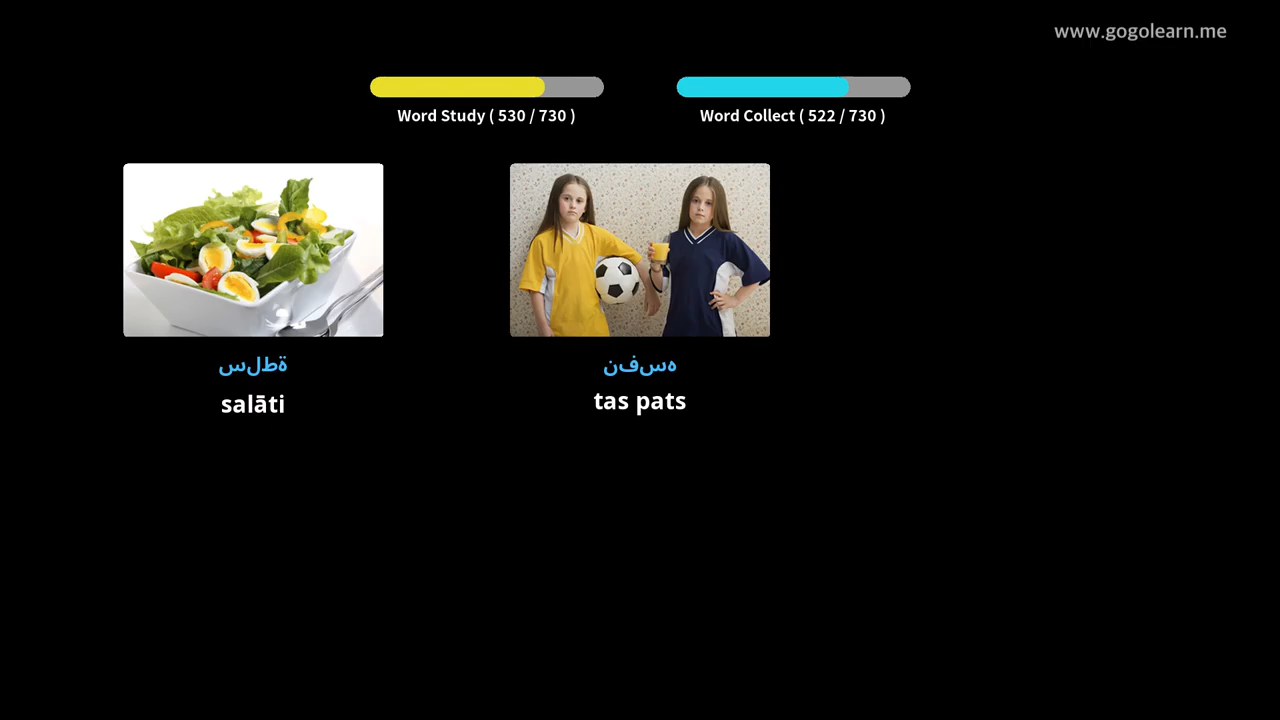 www.gogolearn.me
Word Study ( 530 / 730 )
Word Collect ( 522 / 730 )
ةطلس
salāti
هسفن
tas pats